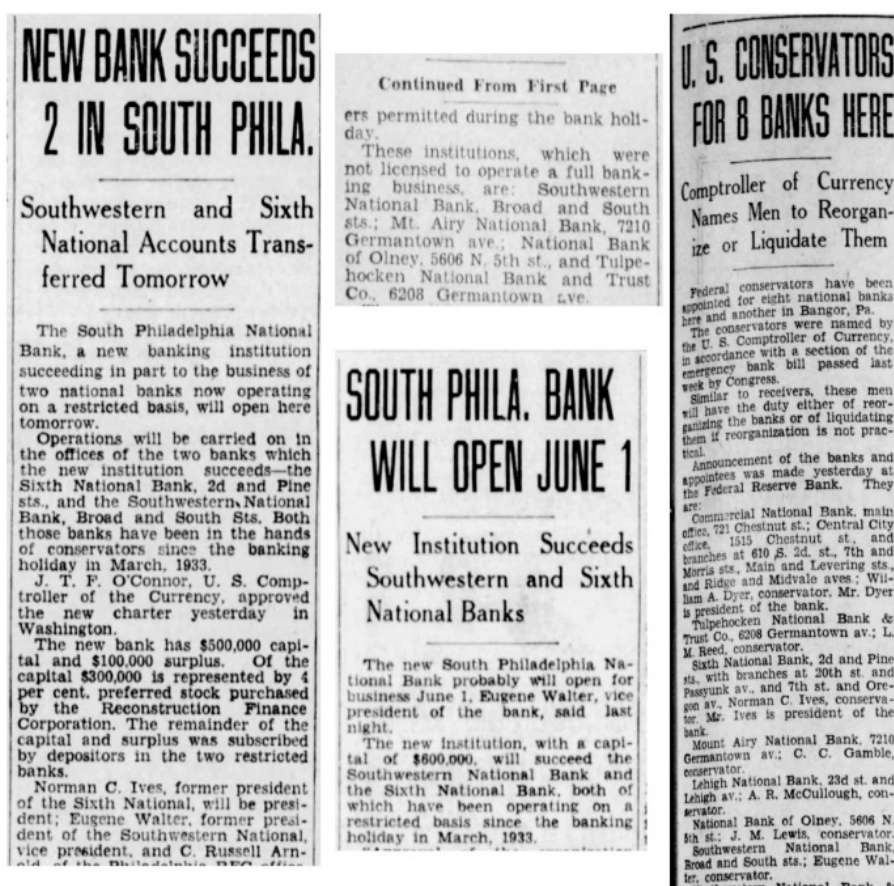 NEW BANK SUCCEEDS
2 IN SOUTH PHILA.
Southwestern and Sixth
National Accounts Trans-
ferred Tomorrow
The South Philadelphia National
Bank, a new banking institution
succeeding in part to the business of
two national banks now operating
on a restricted basis, will open here
tomorrow.
Operations will be carried on in
the offices of the two banks which
the new institution succeeds—the
Sixth National Bank, 2d and Pine
sts., and the Southwestern National
Bank, Broad and South Sts. Both
those banks have been in the hands
of conservators since the banking
holiday in March, 1933.
J. T. F. O'Connor, U. S. Comp-
troller of the Currency, approved
the new charter yesterday in
Washington.
The new bank has $500,000 capi-
tal and $100,000 surplus. Of the
capital $300,000 is represented by 4
per cent. preferred stock purchased
by the Reconstruction Finance
Corporation. The remainder of the
capital and surplus was subscribed
by depositors in the two restricted
banks.
Norman C. Ives, former president
of the Sixth National, will be presi-
dent; Eugene Walter, former presi-
dent of the Southwestern National,
vice president, and C. Russell Arn-
Continued From First Page
ers permitted during the bank holi-
day.
These institutions, which were
not licensed to operate a full bank-
ing business, are: Southwestern
National Bank, Broad and South
sts.; Mt. Airy National Bank, 7210
Germantown ave.; National Bank
of Olney, 5606 N. 5th st., and Tulpe-
hocken National Bank and Trust
Co., 6208 Germantown ave.
SOUTH PHILA. BANK
WILL OPEN JUNE 1
New Institution Succeeds
Southwestern and Sixth
National Banks
The new South Philadelphia Na-
tional Bank probably will open for
business June 1, Eugene Walter, vice
president of the bank, said last
night.
The new institution, with a capi-
tal of $600,000, will succeed the
Southwestern National Bank and
the Sixth National Bank, both of
which have been operating on a
restricted basis since the banking
holiday in March, 1933.
U. S. CONSERVATORS
FOR 8 BANKS HERE
Comptroller of Currency
Names Men to Reorgan-
ize or Liquidate Them
Federal conservators have been
appointed for eight national banks
here and another in Bangor, Pa.
The conservators were named by
the U. S. Comptroller of Currency,
in accordance with a section of the
emergency bank bill passed last
week by Congress.
Similar to receivers, these men
will have the duty either of reor-
ganizing the banks or of liquidating
them if reorganization is not prac-
tical.
Announcement of the banks and
appointees was made yesterday at
the Federal Reserve Bank. They
are:
Commercial National Bank, main
office, 721 Chestnut st.; Central City
office, 1515 Chestnut st., and
branches at 610 S. 2d. st., 7th and
Morris sts., Main and Levering sts.,
and Ridge and Midvale aves.; Wil-
liam A. Dyer, conservator. Mr. Dyer
is president of the bank.
Tulpehocken National Bank &
Trust Co., 6208 Germantown av.; L.
M. Reed, conservator.
Sixth National Bank, 2d and Pine
sts., with branches at 20th st. and
Passyunk av., and 7th st. and Ore-
gon av., Norman C. Ives, conserva-
tor. Mr. Ives is president of the
bank.
Mount Airy National Bank, 7210
Germantown av.; C. C. Gamble,
conservator.
Lehigh National Bank, 23d st. and
Lehigh av.; A. R. McCullough, con-
servator.
National Bank of Olney, 5606 N.
5th st.; J. M. Lewis, conservator.
Southwestern National Bank,
Broad and South sts.; Eugene Wal-
ter, conservator.